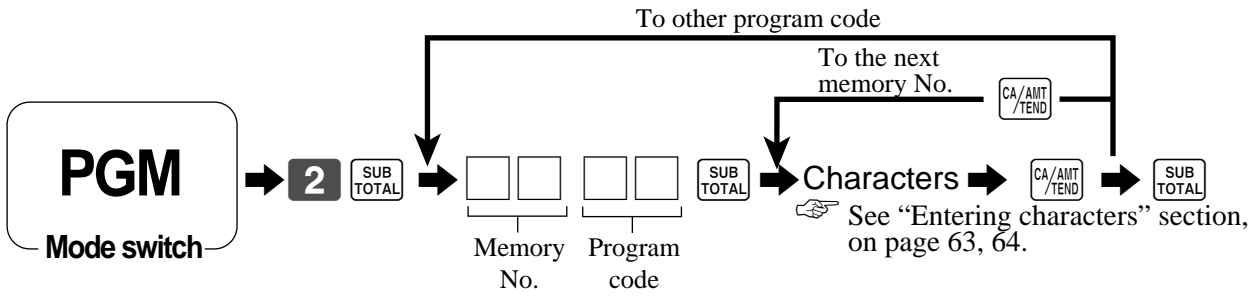 To other program code
To the next
memory No.
CA/AMT
TEND
PGM
Mode switch
2
SUB
TOTAL
SUB
TOTAL
Characters
CA/AMT
TEND
SUB
TOTAL
See “Entering characters” section,
on page 63, 64.
Memory
No.
Program
code